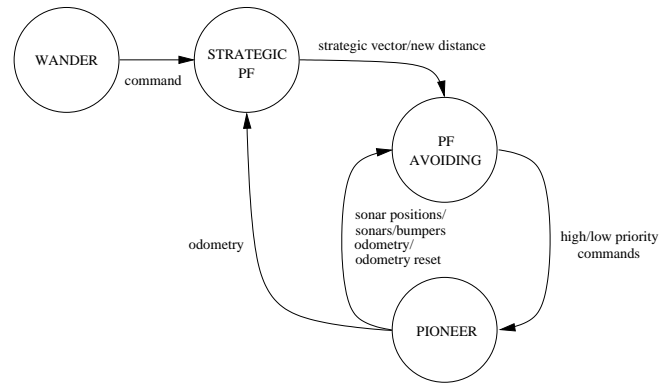 WANDER
command
STRATEGIC
PF
strategic vector/new distance
PF
AVOIDING
sonar positions/
sonars/bumpers
odometry/
odometry reset
high/low priority
commands
odometry
PIONEER